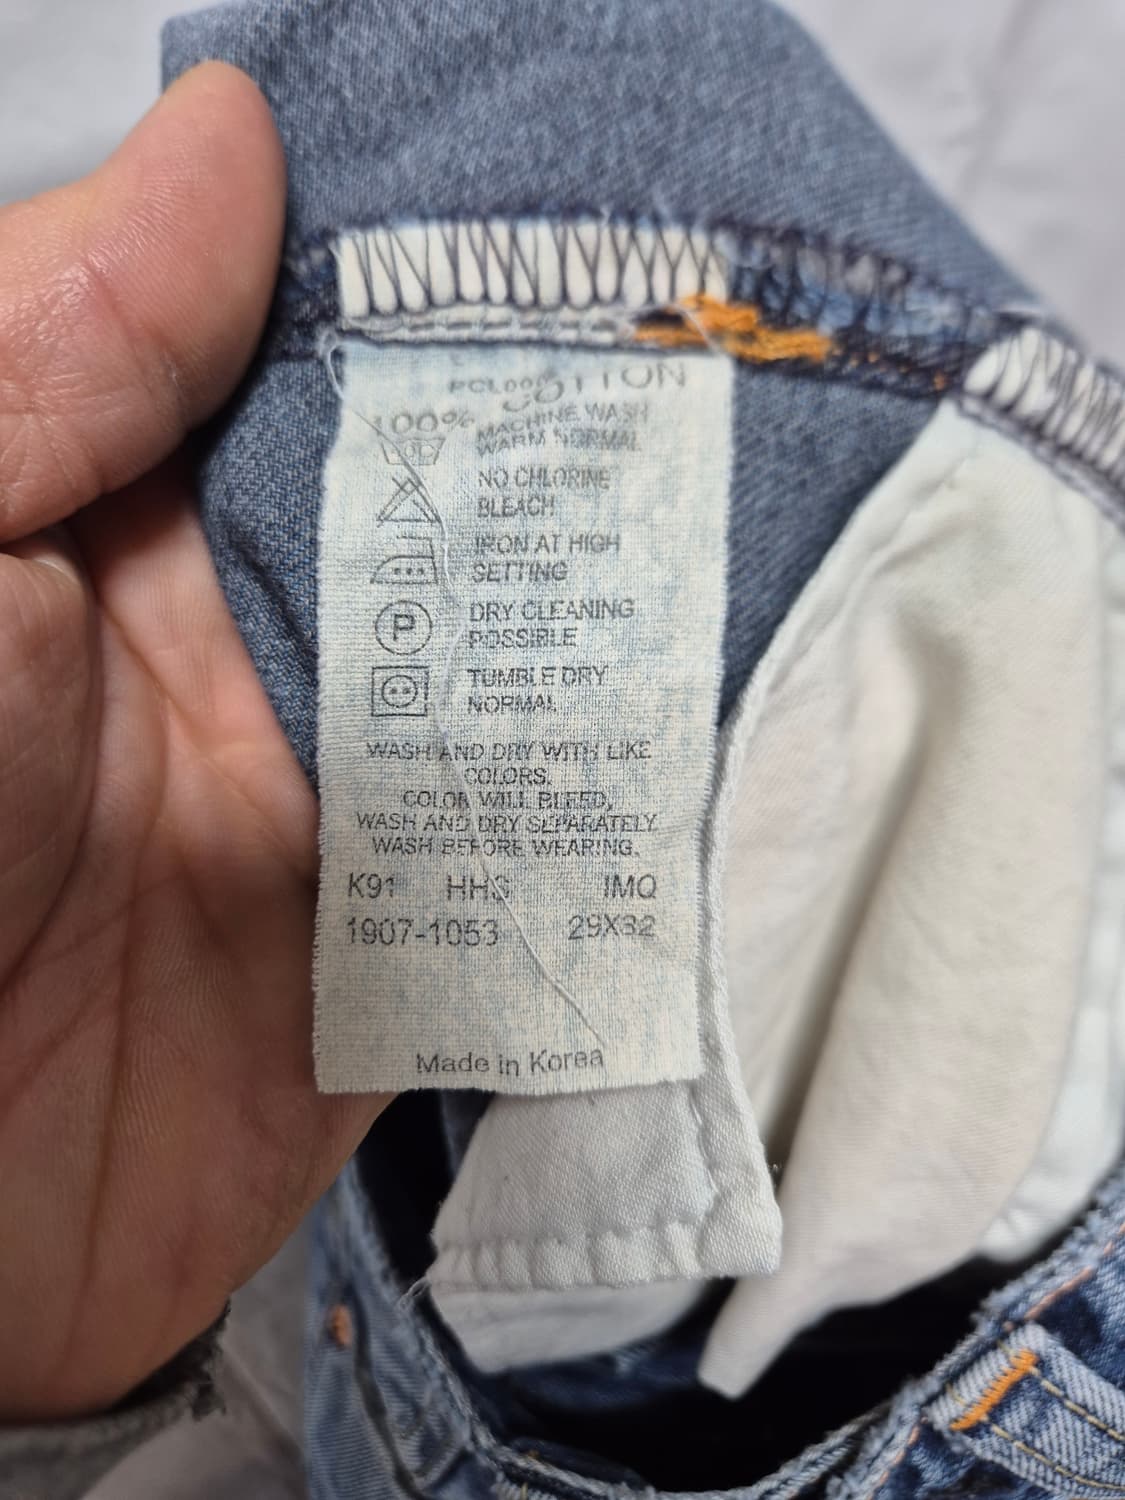 COTTON
100%
MACHINE WASH
WARM NORMAL
NO CHLORINE
BLEACH
IRON AT HIGH
SETTING
P
DRY CLEANING
POSSIBLE
TUMBLE DRY
NORMAL
WASH AND DRY WITH LIKE
COLORS.
COLOR WILL BLEED,
WASH AND DRY SEPARATELY.
WASH BEFORE WEARING.
K91 HHS IMQ
1907-1053 29X32
Made in Korea